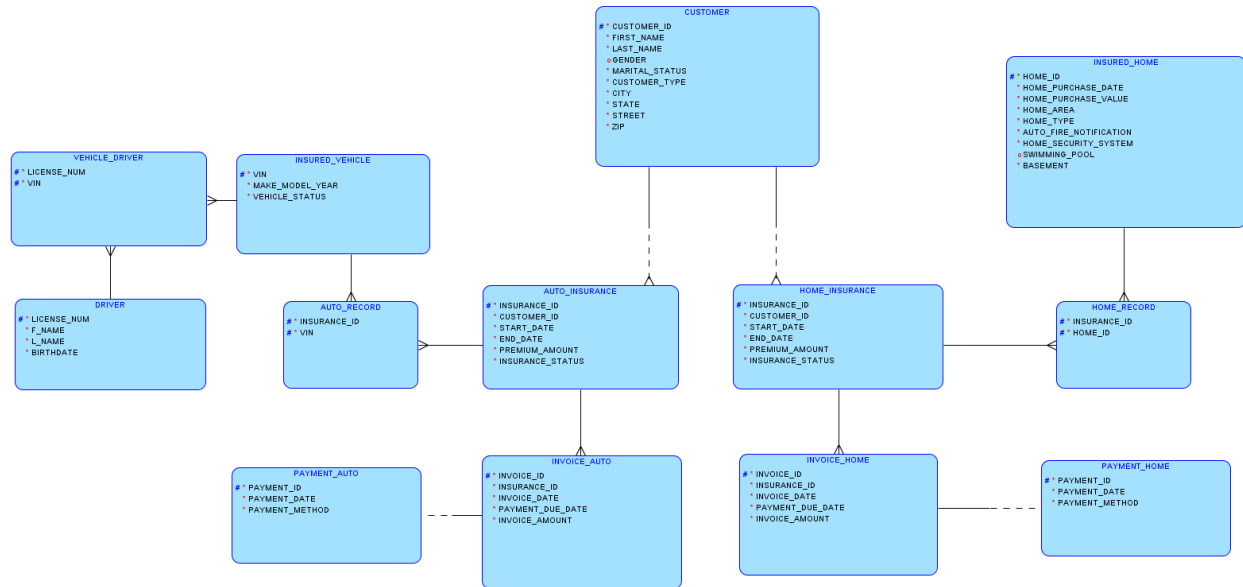 CUSTOMER
# * CUSTOMER_ID
* FIRST_NAME
* LAST_NAME
o GENDER
* MARITAL_STATUS
* CUSTOMER_TYPE
* CITY
* STATE
* STREET
* ZIP
INSURED_HOME
# * HOME_ID
* HOME_PURCHASE_DATE
* HOME_PURCHASE_VALUE
* HOME_AREA
* HOME_TYPE
* AUTO_FIRE_NOTIFICATION
* HOME_SECURITY_SYSTEM
o SWIMMING_POOL
* BASEMENT
VEHICLE_DRIVER
# * LICENSE_NUM
# * VIN
INSURED_VEHICLE
# * VIN
* MAKE_MODEL_YEAR
* VEHICLE_STATUS
DRIVER
# * LICENSE_NUM
* F_NAME
* L_NAME
* BIRTHDATE
AUTO_RECORD
# * INSURANCE_ID
# * VIN
AUTO_INSURANCE
# * INSURANCE_ID
* CUSTOMER_ID
* START_DATE
* END_DATE
* PREMIUM_AMOUNT
* INSURANCE_STATUS
HOME_INSURANCE
# * INSURANCE_ID
* CUSTOMER_ID
* START_DATE
* END_DATE
* PREMIUM_AMOUNT
* INSURANCE_STATUS
HOME_RECORD
# * INSURANCE_ID
# * HOME_ID
PAYMENT_AUTO
# * PAYMENT_ID
* PAYMENT_DATE
* PAYMENT_METHOD
INVOICE_AUTO
# * INVOICE_ID
* INSURANCE_ID
* INVOICE_DATE
* PAYMENT_DUE_DATE
* INVOICE_AMOUNT
INVOICE_HOME
# * INVOICE_ID
* INSURANCE_ID
* INVOICE_DATE
* PAYMENT_DUE_DATE
* INVOICE_AMOUNT
PAYMENT_HOME
# * PAYMENT_ID
* PAYMENT_DATE
* PAYMENT_METHOD